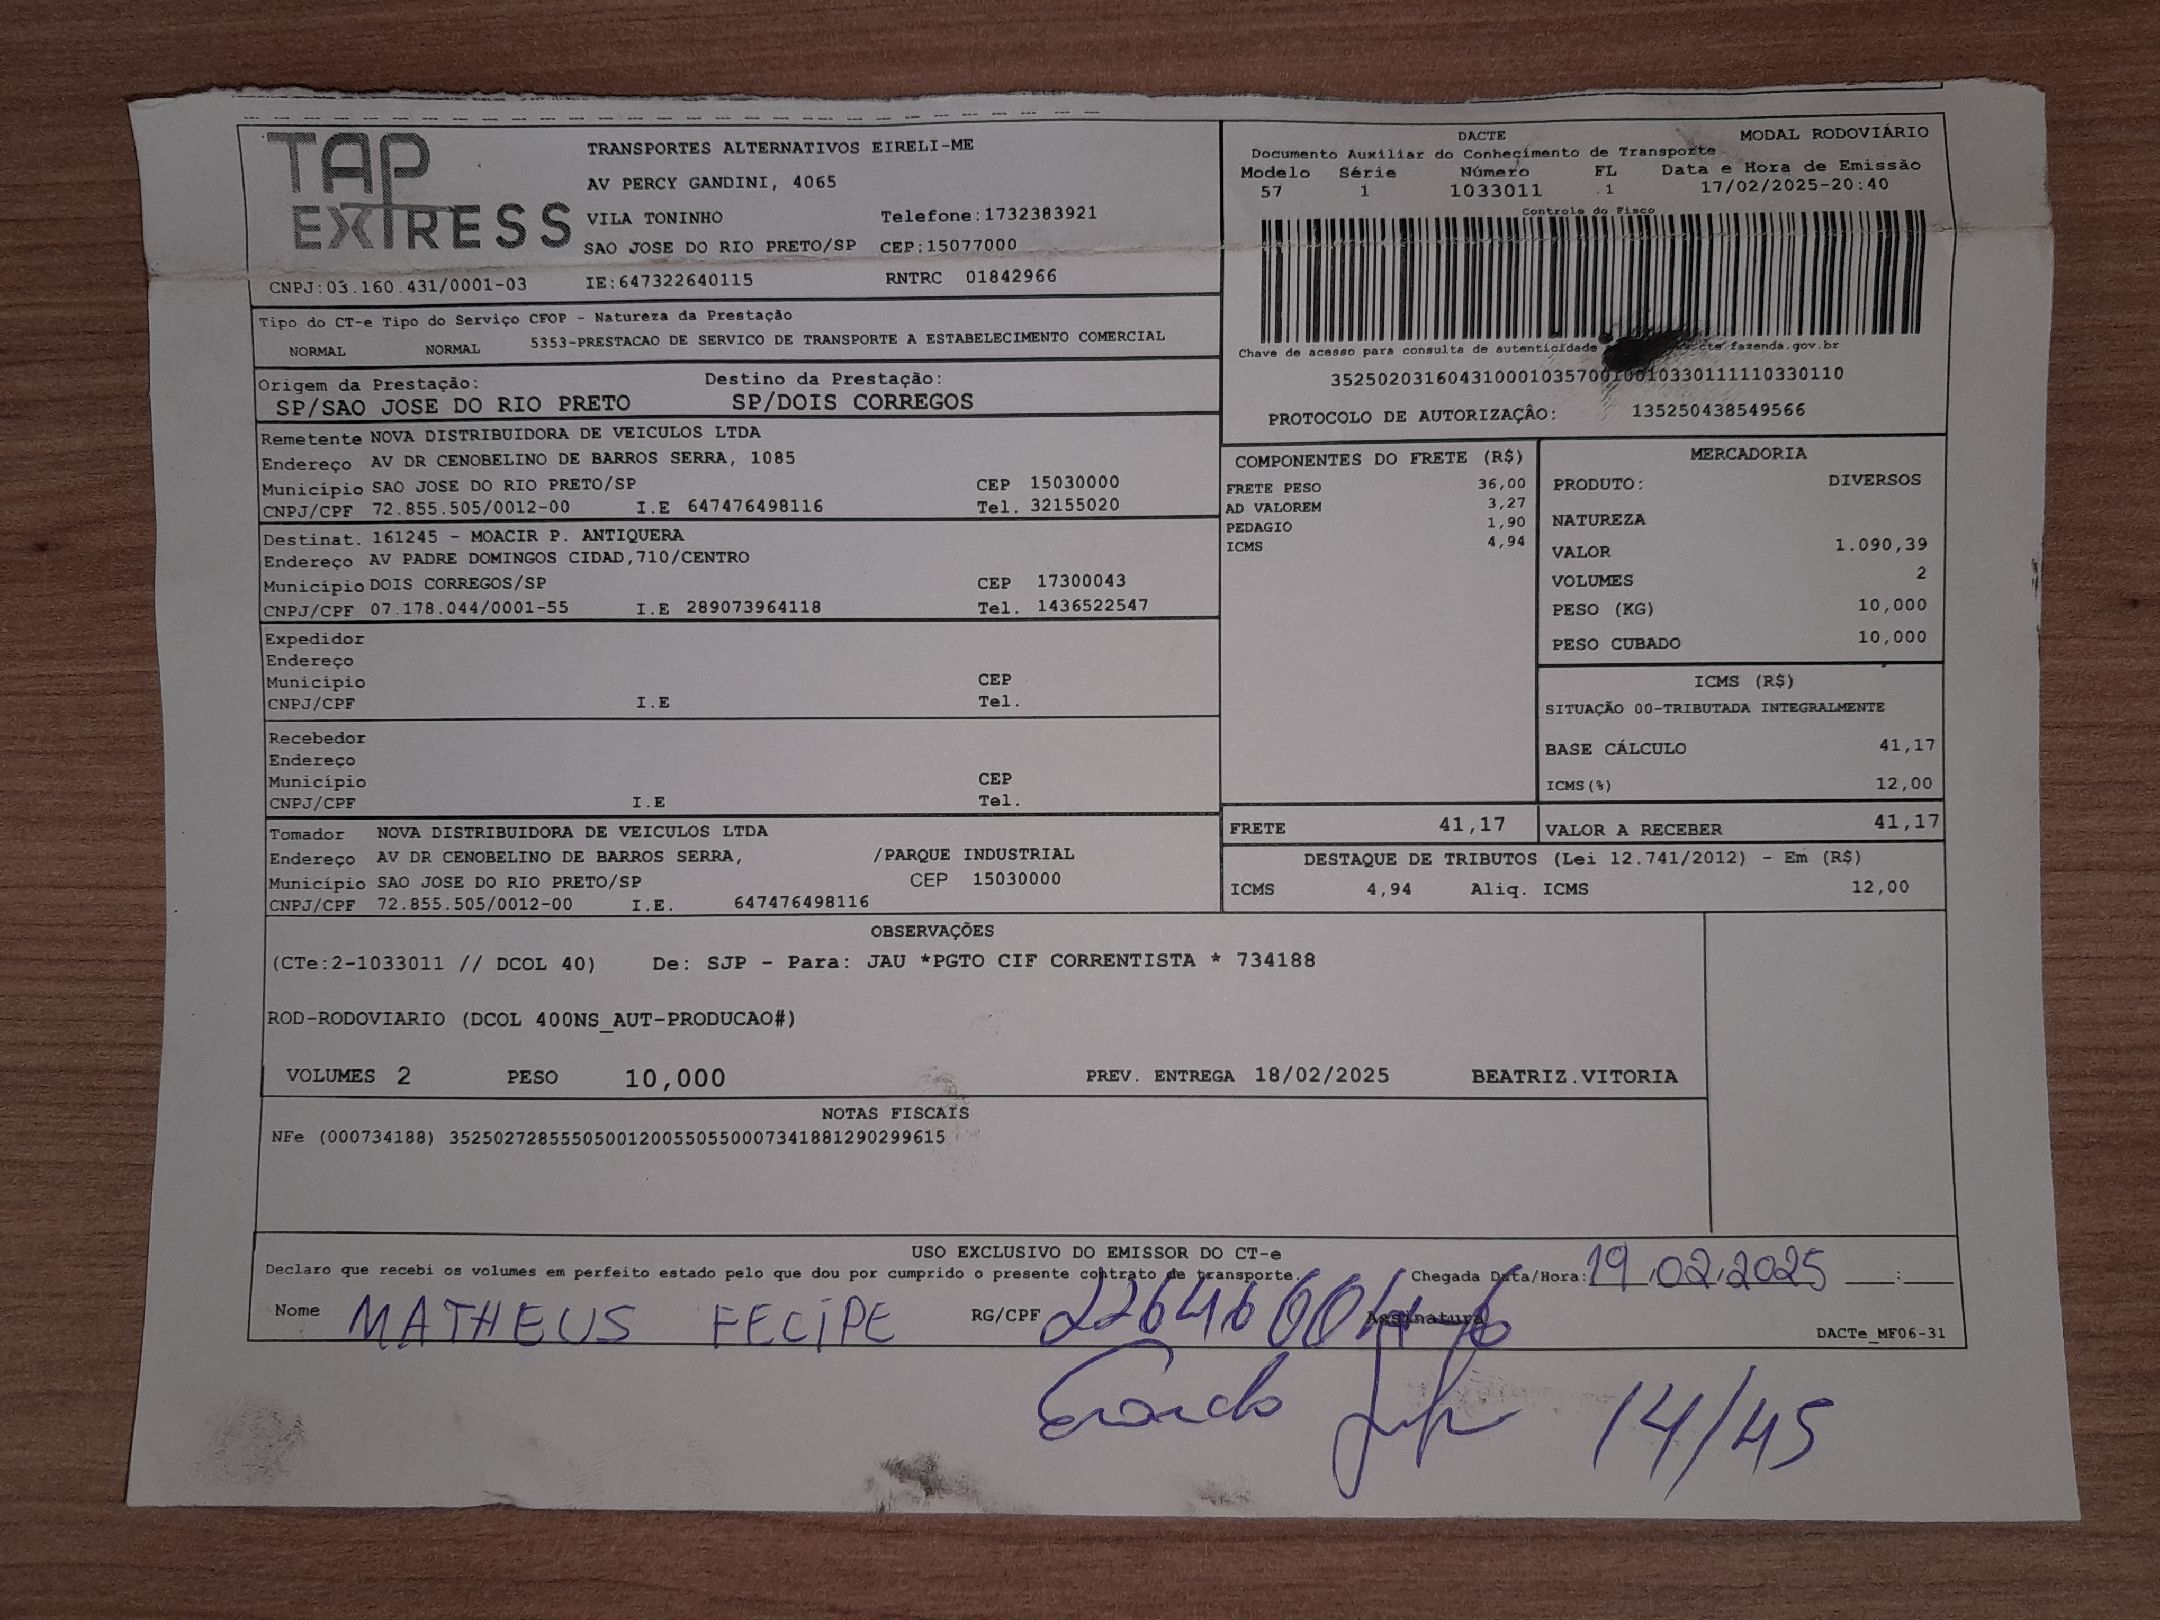 TAP EXPRESS
TRANSPORTES ALTERNATIVOS EIRELI-ME
AV PERCY GANDINI, 4065
VILA TONINHO Telefone:1732383921
SAO JOSE DO RIO PRETO/SP CEP:15077000
CNPJ:03.160.431/0001-03 IE:647322640115 RNTRC 01842966
DACTE MODAL RODOVIÁRIO
Documento Auxiliar do Conhecimento de Transporte
Modelo Série Número FL Data e Hora de Emissão
57 1 1033011 1 17/02/2025-20:40
Controle do Fisco
Chave de acesso para consulta de autenticidade cte.fazenda.gov.br
35250203160431000103570010010330111110330110
PROTOCOLO DE AUTORIZAÇÂO: 135250438549566
Tipo do CT-e Tipo do Serviço CFOP - Natureza da Prestação
NORMAL NORMAL 5353-PRESTACAO DE SERVICO DE TRANSPORTE A ESTABELECIMENTO COMERCIAL
Origem da Prestação: Destino da Prestação:
SP/SAO JOSE DO RIO PRETO SP/DOIS CORREGOS
Remetente NOVA DISTRIBUIDORA DE VEICULOS LTDA
Endereço AV DR CENOBELINO DE BARROS SERRA, 1085
Município SAO JOSE DO RIO PRETO/SP CEP 15030000
CNPJ/CPF 72.855.505/0012-00 I.E 647476498116 Tel. 32155020
Destinat. 161245 - MOACIR P. ANTIQUERA
Endereço AV PADRE DOMINGOS CIDAD,710/CENTRO
Município DOIS CORREGOS/SP CEP 17300043
CNPJ/CPF 07.178.044/0001-55 I.E 289073964118 Tel. 1436522547
Expedidor
Endereço
Município CEP
CNPJ/CPF I.E Tel.
Recebedor
Endereço
Município CEP
CNPJ/CPF I.E Tel.
Tomador NOVA DISTRIBUIDORA DE VEICULOS LTDA
Endereço AV DR CENOBELINO DE BARROS SERRA, /PARQUE INDUSTRIAL
Município SAO JOSE DO RIO PRETO/SP CEP 15030000
CNPJ/CPF 72.855.505/0012-00 I.E. 647476498116
COMPONENTES DO FRETE (R$)
FRETE PESO 36,00
AD VALOREM 3,27
PEDAGIO 1,90
ICMS 4,94
MERCADORIA
PRODUTO: DIVERSOS
NATUREZA
VALOR 1.090,39
VOLUMES 2
PESO (KG) 10,000
PESO CUBADO 10,000
ICMS (R$)
SITUAÇÃO 00-TRIBUTADA INTEGRALMENTE
BASE CÁLCULO 41,17
ICMS(%) 12,00
FRETE 41,17 VALOR A RECEBER 41,17
DESTAQUE DE TRIBUTOS (Lei 12.741/2012) - Em (R$)
ICMS 4,94 Aliq. ICMS 12,00
OBSERVAÇÕES
(CTe:2-1033011 // DCOL 40) De: SJP - Para: JAU *PGTO CIF CORRENTISTA * 734188
ROD-RODOVIARIO (DCOL 400NS_AUT-PRODUCAO#)
VOLUMES 2 PESO 10,000 PREV. ENTREGA 18/02/2025 BEATRIZ.VITORIA
NOTAS FISCAIS
NFe (000734188) 35250272855505001200550550007341881290299615
USO EXCLUSIVO DO EMISSOR DO CT-e
Declaro que recebi os volumes em perfeito estado pelo que dou por cumprido o presente contrato de transporte. Chegada Data/Hora: 19.02.2025 ___:___
Nome MATHEUS FECIPE RG/CPF Assinatura
DACTe_MF06-31
14/45